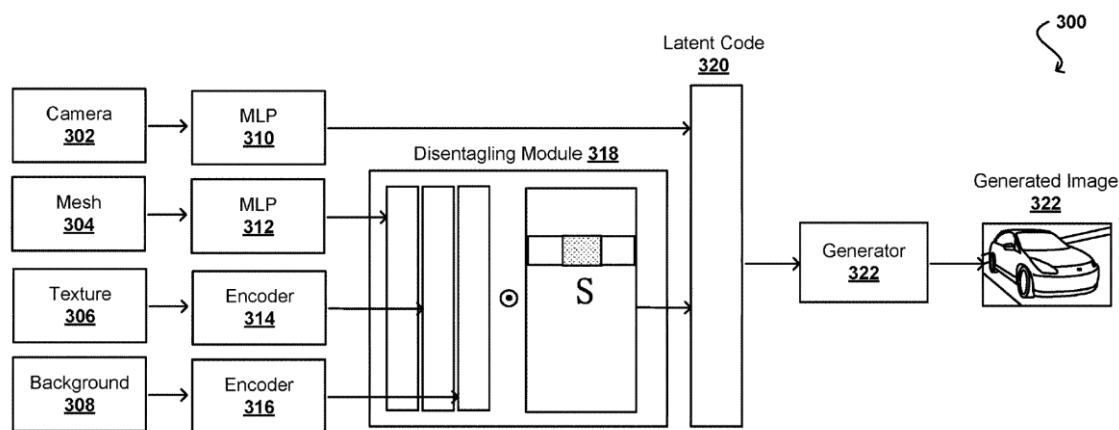 300
Latent Code
320
Camera
302
MLP
310
Disentagling Module 318
Mesh
304
MLP
312
Generated Image
322
S
Generator
322
Texture
306
Encoder
314
Background
308
Encoder
316